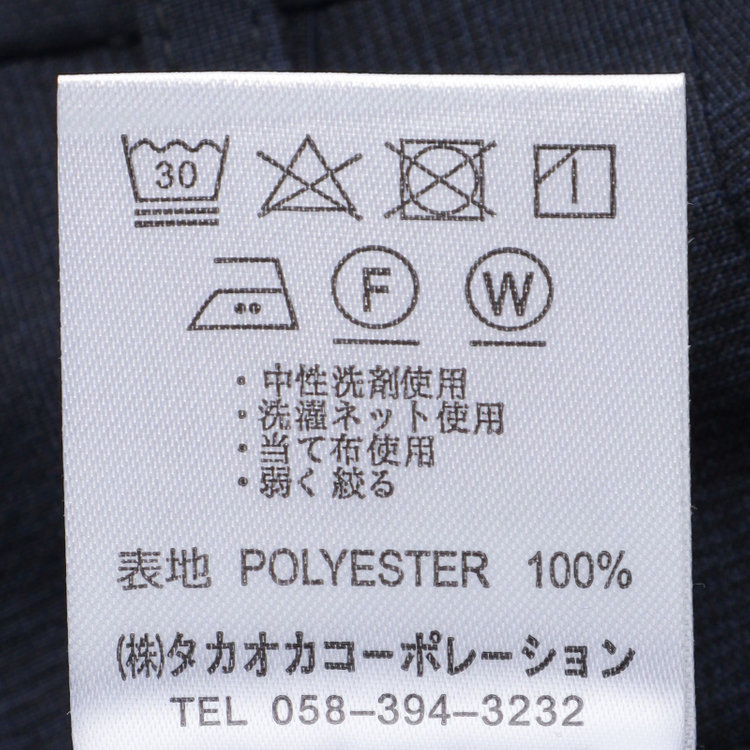 30
F W
・中性洗剤使用
・洗濯ネット使用
・当て布使用
・弱く絞る
表地 POLYESTER 100%
(株)タカオカコーポレーション
TEL 058-394-3232